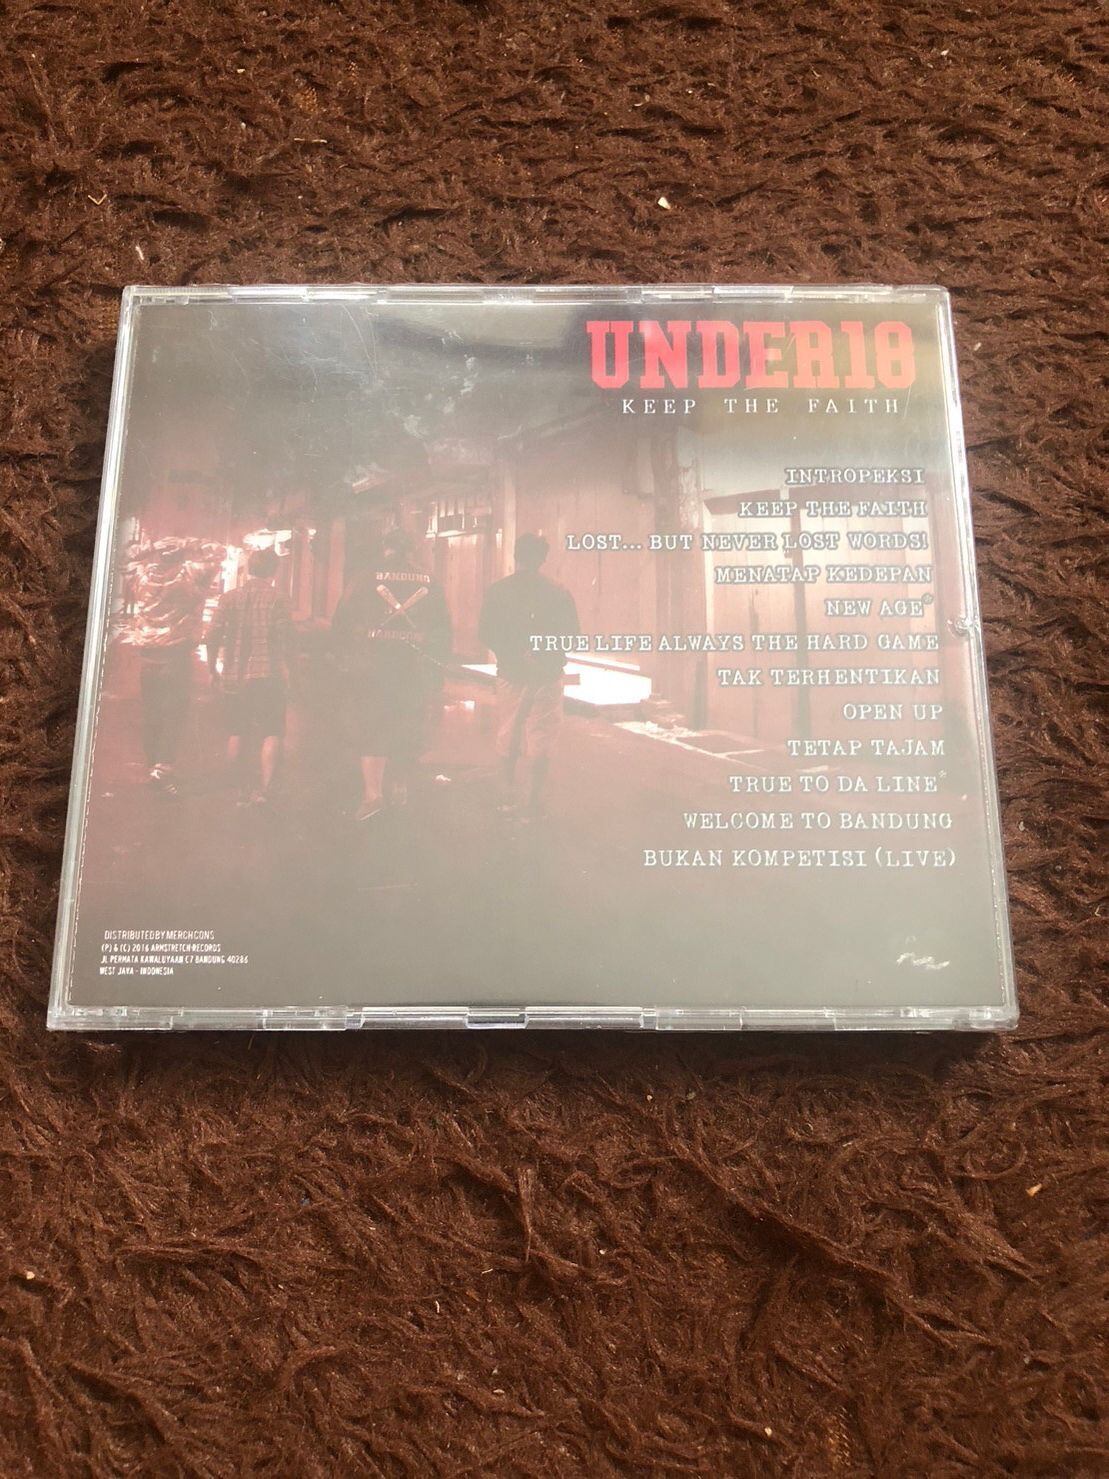 UNDER18
KEEP THE FAITH
INTROPEKSI
KEEP THE FAITH
LOST... BUT NEVER LOST WORDS!
MENATAP KEDEPAN
NEW AGE*
TRUE LIFE ALWAYS THE HARD GAME
TAK TERHENTIKAN
OPEN UP
TETAP TAJAM
TRUE TO DA LINE*
WELCOME TO BANDUNG
BUKAN KOMPETISI (LIVE)
BANDUNG
HARDCORE
DISTRIBUTED BY MERCHCONS
(P) & (C) 2016 ARMSTRETCH-RECORDS
JL PERMATA KAWALUYAAN C7 BANDUNG 40286
WEST JAVA - INDONESIA